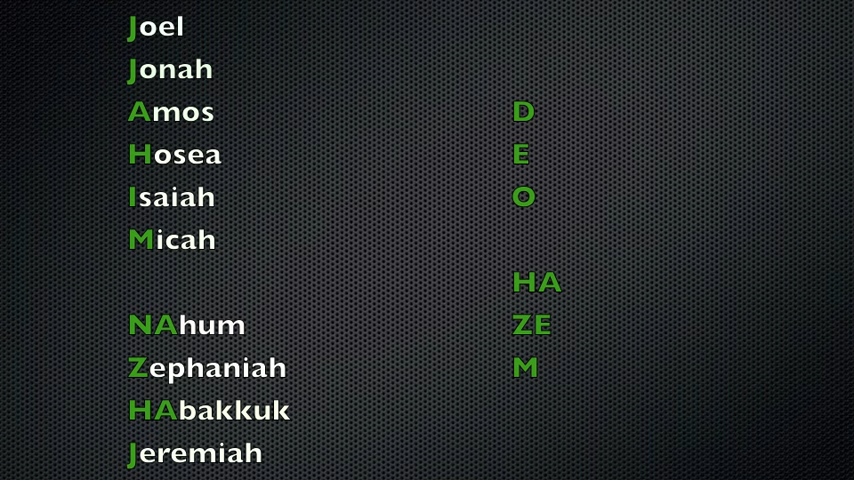 Joel
Jonah
Amos
Hosea
Isaiah
Micah
NAhum
Zephaniah
HAbakkuk
Jeremiah
D
E
O
HA
ZE
M